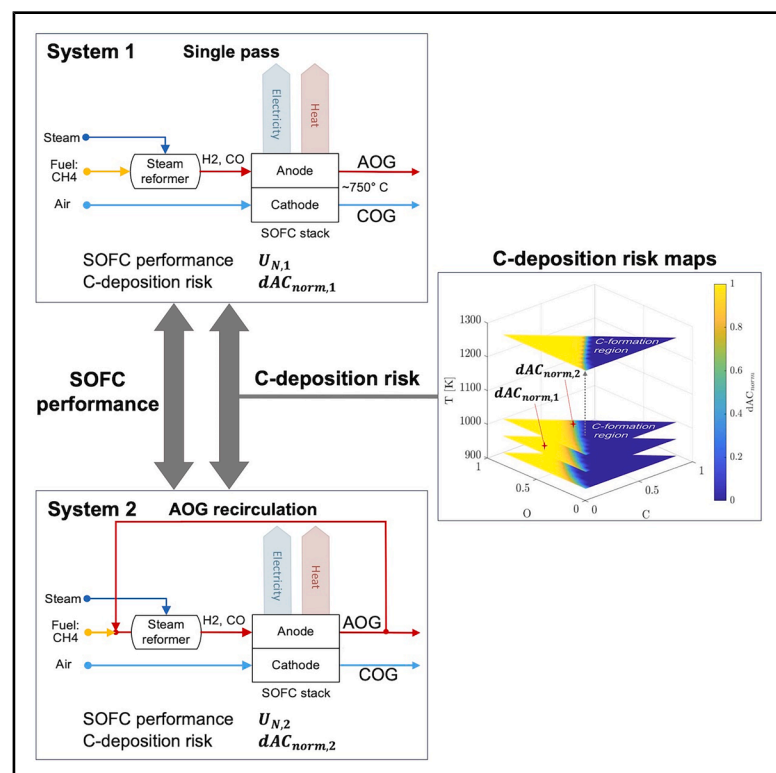 System 1
Single pass
Electricity
Heat
Steam
Fuel:
CH4
Steam
reformer
H2, CO
Anode
AOG
~750° C
Air
Cathode
COG
SOFC stack
SOFC performance U_N,1
C-deposition risk dAC_norm,1
SOFC
performance
C-deposition risk
C-deposition risk maps
1300
1200
1100
1000
900
T [K]
C-formation
region
dAC_norm,2
dAC_norm,1
C-formation
region
1
0.5
0
O
0
0.5
1
C
1
0.8
0.6
0.4
0.2
0
dAC_norm
System 2
AOG recirculation
Electricity
Heat
Steam
Fuel:
CH4
Steam
reformer
H2, CO
Anode
AOG
Air
Cathode
COG
SOFC stack
SOFC performance U_N,2
C-deposition risk dAC_norm,2